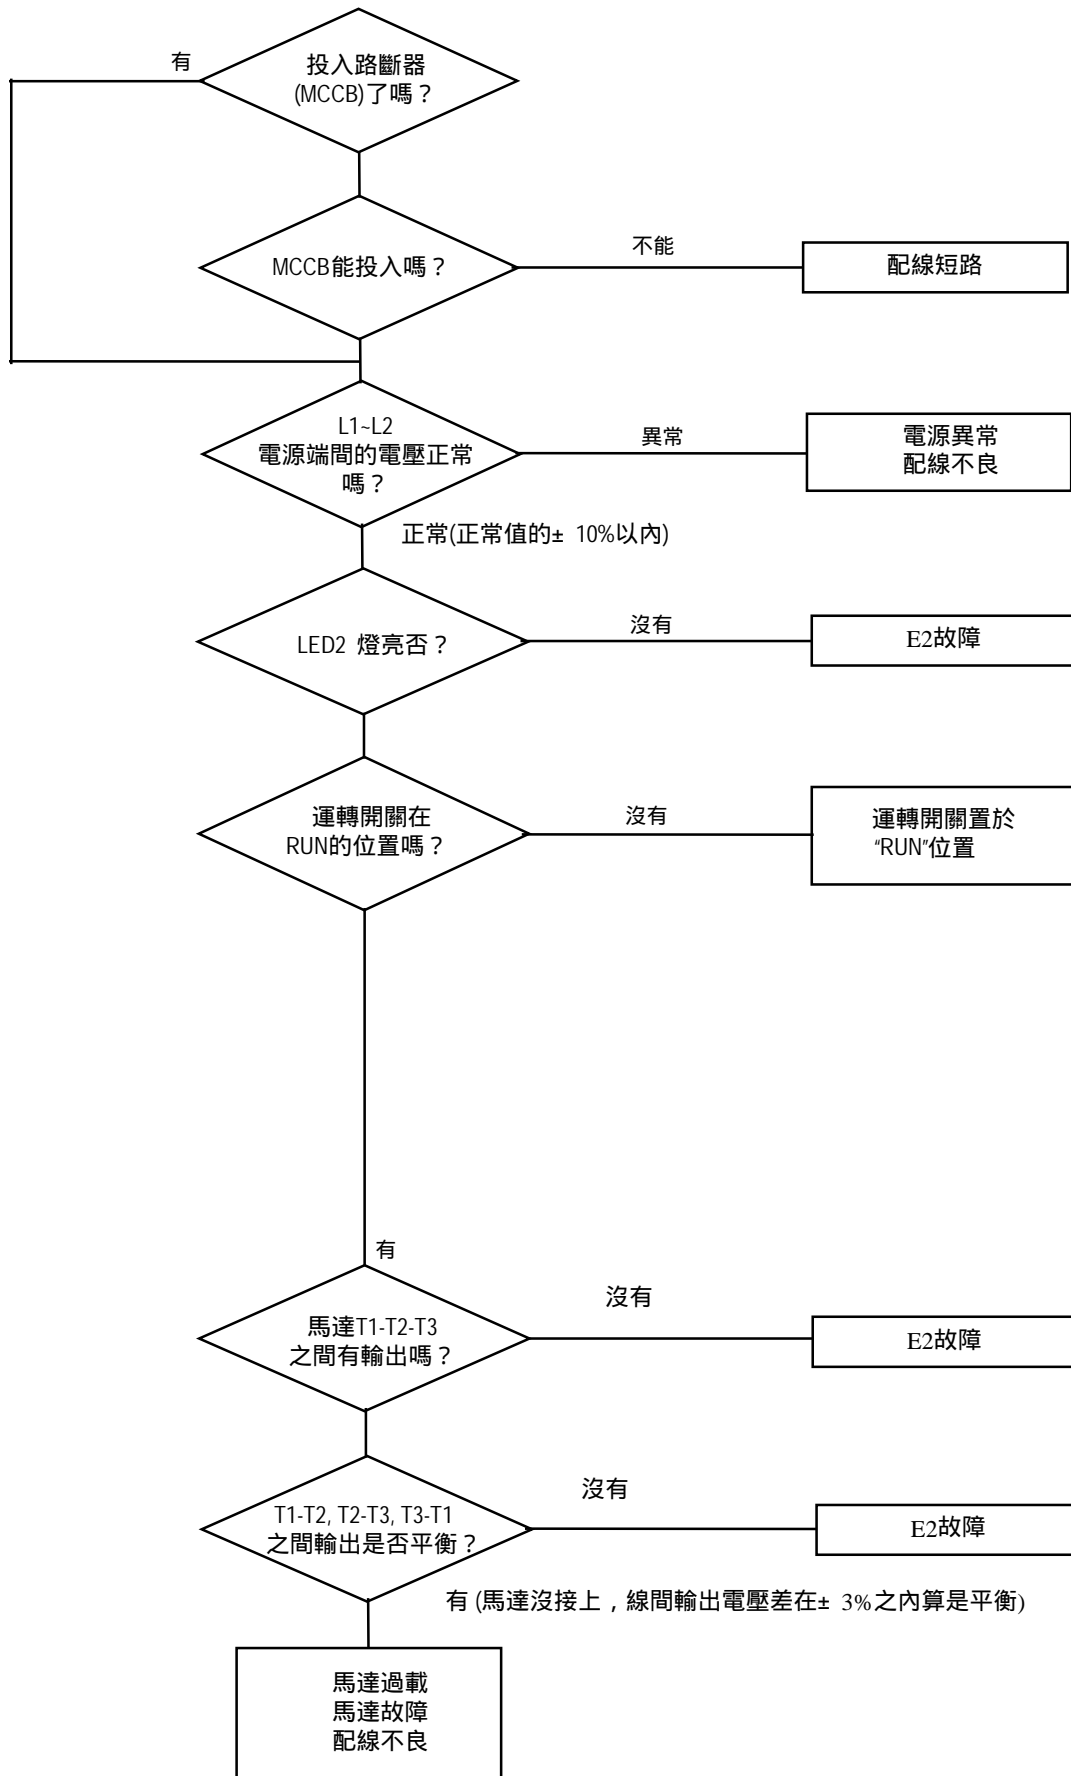 有
投入路斷器
(MCCB)了嗎？
MCCB能投入嗎？
不能
配線短路
L1~L2
電源端間的電壓正常
嗎？
異常
電源異常
配線不良
正常(正常值的± 10%以內)
LED2 燈亮否？
沒有
E2故障
運轉開關在
RUN的位置嗎？
沒有
運轉開關置於
“RUN”位置
有
馬達T1-T2-T3
之間有輸出嗎？
沒有
E2故障
T1-T2, T2-T3, T3-T1
之間輸出是否平衡？
沒有
E2故障
有 (馬達沒接上，線間輸出電壓差在± 3%之內算是平衡)
馬達過載
馬達故障
配線不良